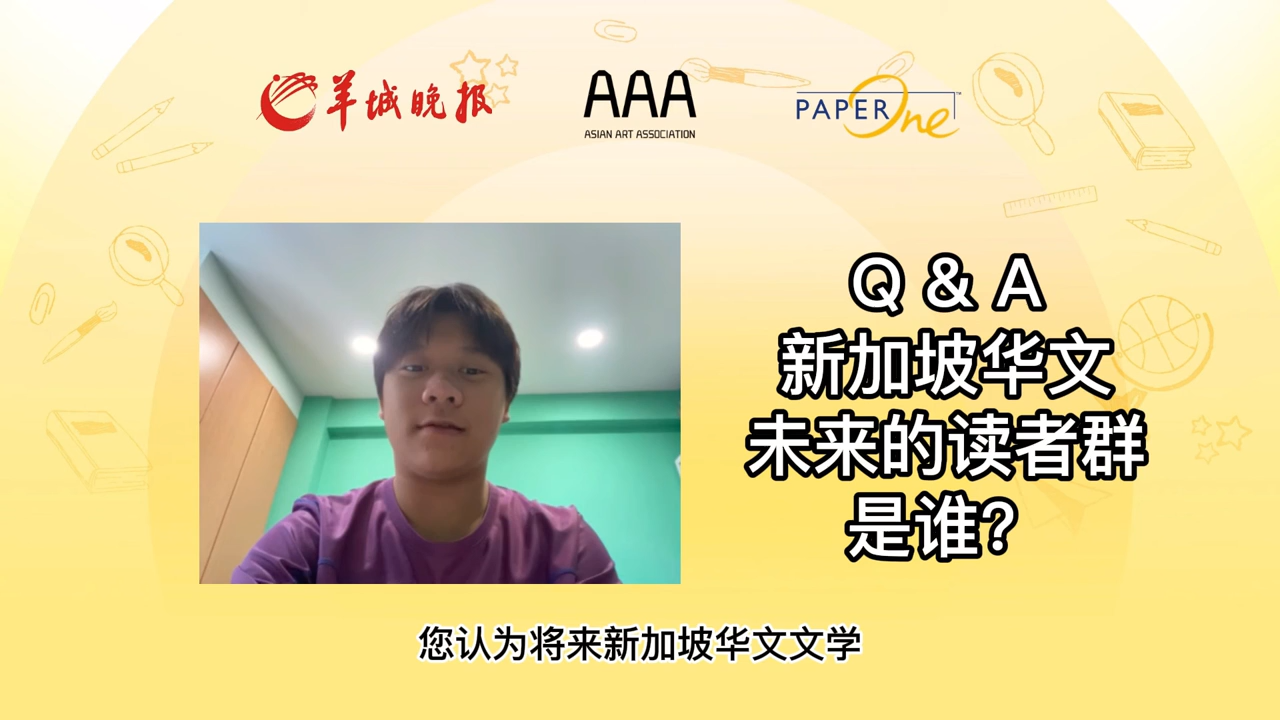 羊城晚报
AAA
ASIAN ART ASSOCIATION
PAPER One™
Q & A
新加坡华文
未来的读者群
是谁?
您认为将来新加坡华文文学